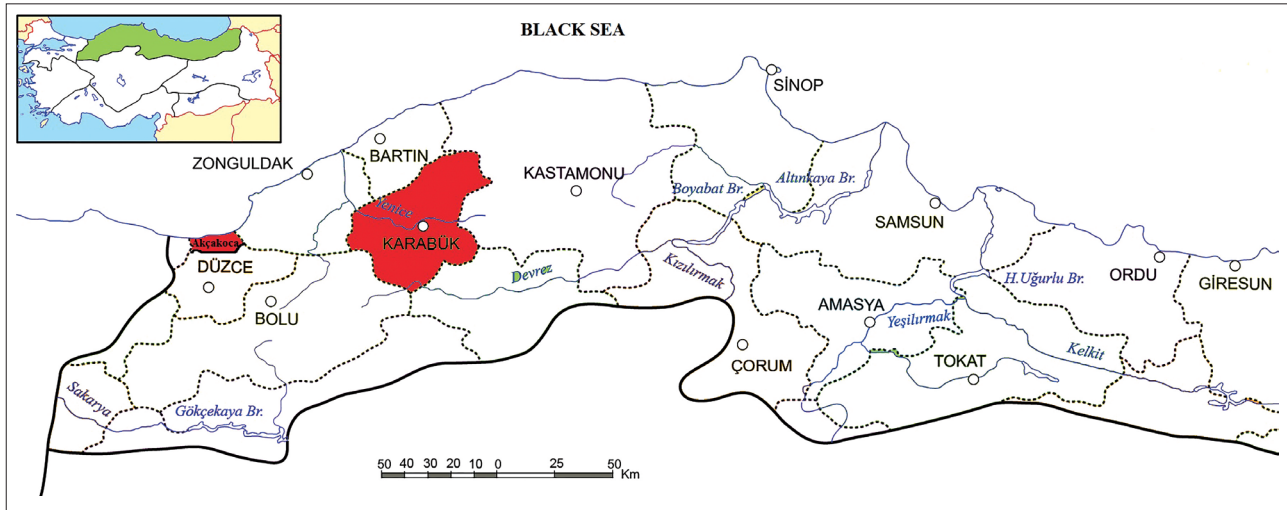 BLACK SEA
SİNOP
ZONGULDAK
BARTIN
KASTAMONU
Boyabat Br.
Altınkaya Br.
Yenice
SAMSUN
KARABÜK
Akçakoca
DÜZCE
Devrez
Kızılırmak
ORDU
GİRESUN
H.Uğurlu Br.
BOLU
AMASYA
Yeşilırmak
Kelkit
ÇORUM
TOKAT
Sakarya
Gökçekaya Br.
50 40 30 20 10 0 25 50
Km